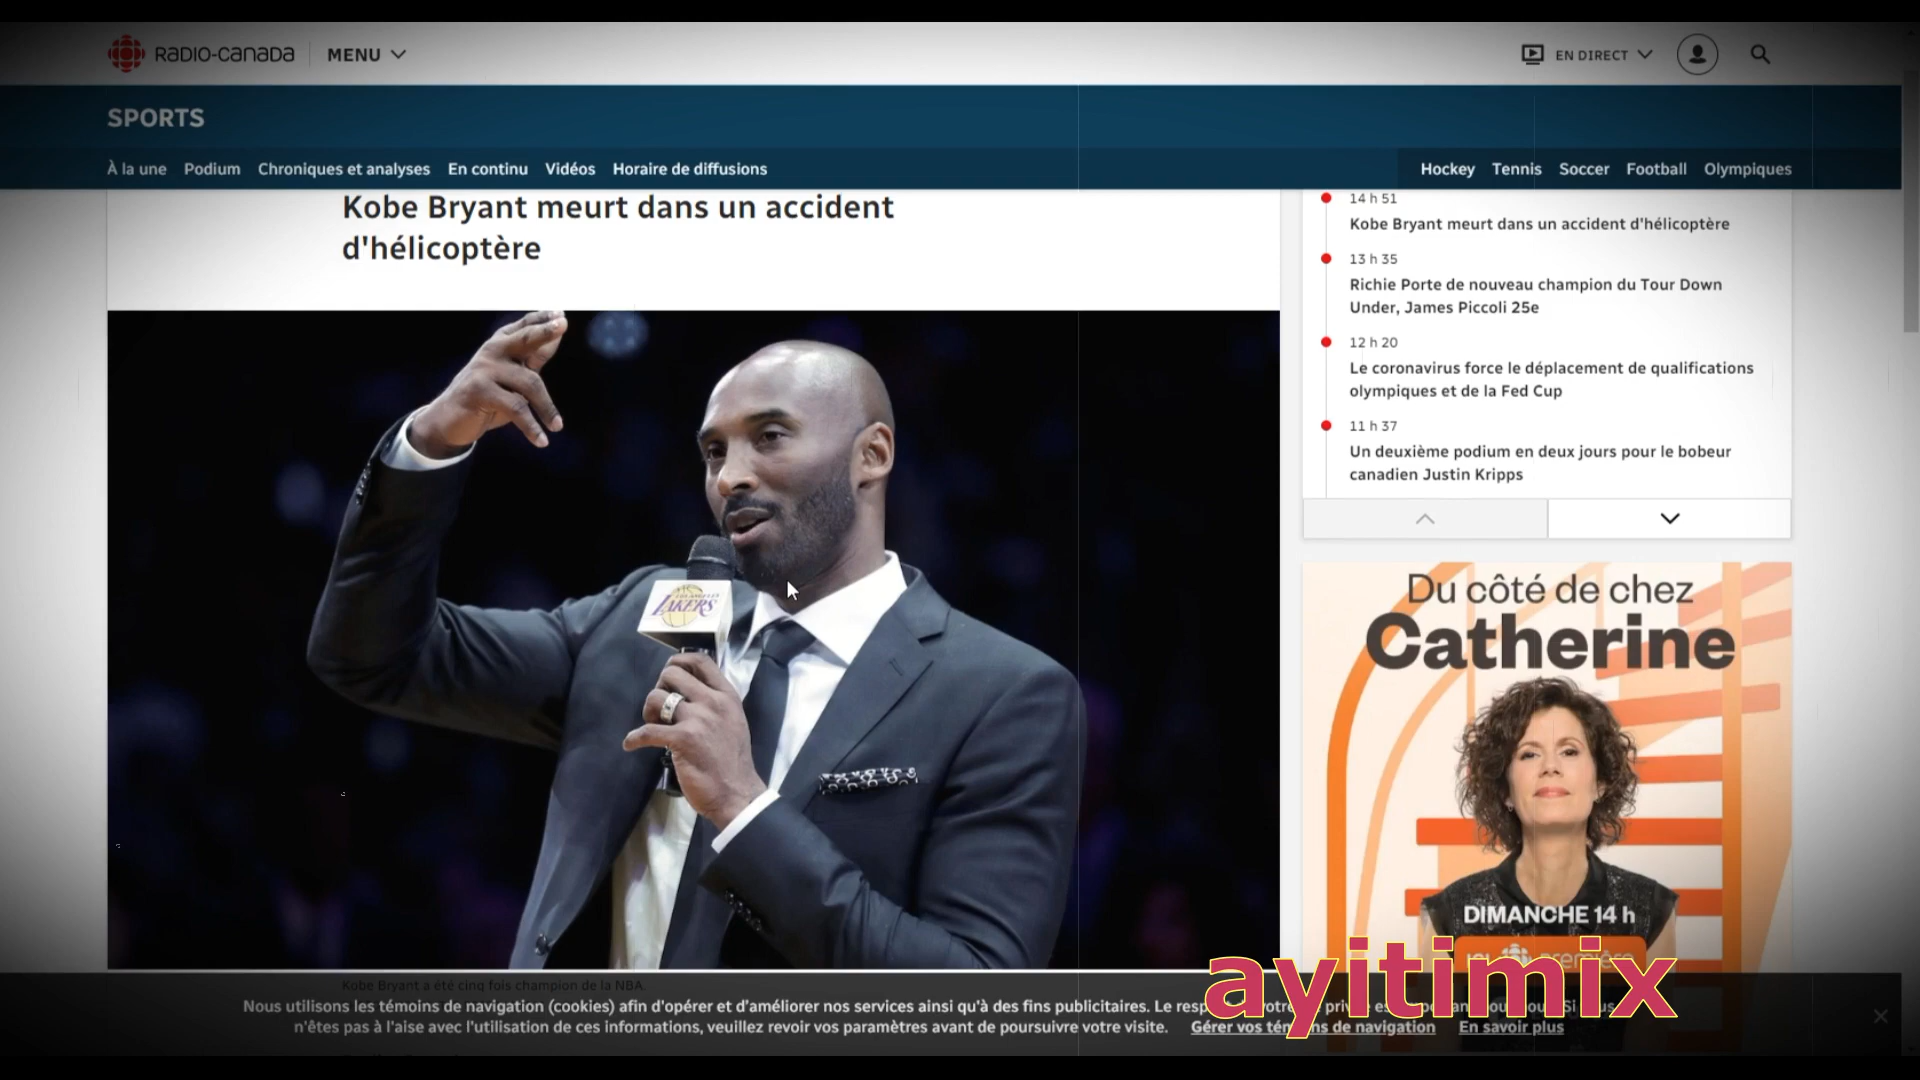 RADIO-CANADA
MENU
EN DIRECT
SPORTS
À la une
Podium
Chroniques et analyses
En continu
Vidéos
Horaire de diffusions
Hockey
Tennis
Soccer
Football
Olympiques
Kobe Bryant meurt dans un accident
d'hélicoptère
LAKERS
Kobe Bryant a été cinq fois champion de la NBA.
14 h 51
Kobe Bryant meurt dans un accident d'hélicoptère
13 h 35
Richie Porte de nouveau champion du Tour Down
Under, James Piccoli 25e
12 h 20
Le coronavirus force le déplacement de qualifications
olympiques et de la Fed Cup
11 h 37
Un deuxième podium en deux jours pour le bobeur
canadien Justin Kripps
Du côté de chez
Catherine
DIMANCHE 14 h
première
Nous utilisons les témoins de navigation (cookies) afin d'opérer et d'améliorer nos services ainsi qu'à des fins publicitaires. Le
n'êtes pas à l'aise avec l'utilisation de ces informations, veuillez revoir vos paramètres avant de poursuivre votre visite.
Gérer vos de navigation
En savoir plus
ayitimix